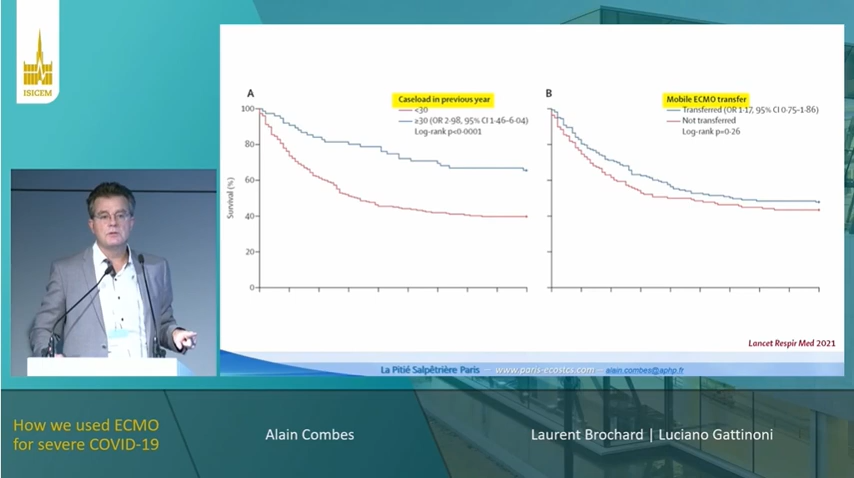 ISICEM
A
Caseload in previous year
<30
≥30 (OR 2·98, 95% CI 1·46–6·04)
Log-rank p<0·0001
B
Mobile ECMO transfer
Transferred (OR 1·17, 95% CI 0·75–1·86)
Not transferred
Log-rank p=0·26
Survival (%)
100
80
60
40
20
0
Lancet Respir Med 2021
La Pitié Salpêtrière Paris – www.paris-ecostcs.com – alain.combes@aphp.fr
How we used ECMO
for severe COVID-19
Alain Combes
Laurent Brochard | Luciano Gattinoni